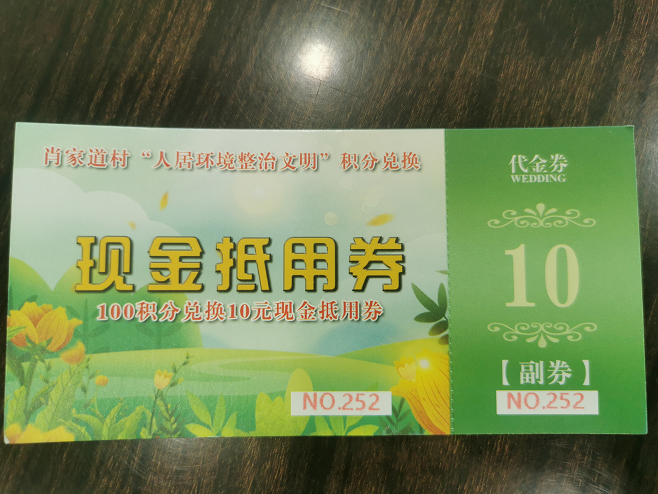 肖家道村“人居环境整治文明”积分兑换
现金抵用券
100积分兑换10元现金抵用券
NO.252
代金券
WEDDING
10
【副券】
NO.252